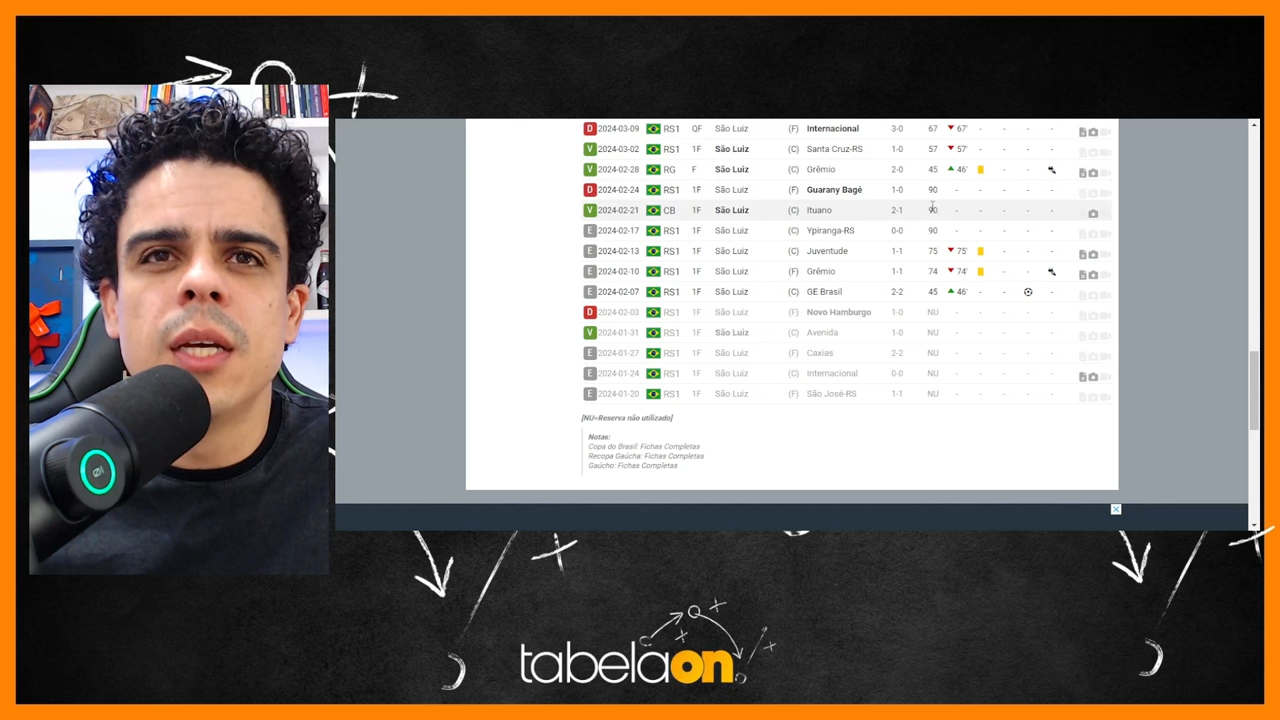 D 2024-03-09 RS1 QF São Luiz (F) Internacional 3-0 67 67' - - - -
V 2024-03-02 RS1 1F São Luiz (C) Santa Cruz-RS 1-0 57 57' - - - -
V 2024-02-28 RG F São Luiz (C) Grêmio 2-0 45 46' - -
D 2024-02-24 RS1 1F São Luiz (F) Guarany Bagé 1-0 90 - - - - -
V 2024-02-21 CB 1F São Luiz (C) Ituano 2-1 90 - - - - -
E 2024-02-17 RS1 1F São Luiz (C) Ypiranga-RS 0-0 90 - - - - -
E 2024-02-13 RS1 1F São Luiz (C) Juventude 1-1 75 75' - - -
E 2024-02-10 RS1 1F São Luiz (F) Grêmio 1-1 74 74' - -
E 2024-02-07 RS1 1F São Luiz (C) GE Brasil 2-2 45 46' - - -
D 2024-02-03 RS1 1F São Luiz (F) Novo Hamburgo 1-0 NU - - - - -
V 2024-01-31 RS1 1F São Luiz (C) Avenida 1-0 NU - - - - -
E 2024-01-27 RS1 1F São Luiz (F) Caxias 2-2 NU - - - - -
E 2024-01-24 RS1 1F São Luiz (C) Internacional 0-0 NU - - - - -
E 2024-01-20 RS1 1F São Luiz (F) São José-RS 1-1 NU - - - - -
[NU=Reserva não utilizado]
Notas:
Copa do Brasil: Fichas Completas
Recopa Gaúcha: Fichas Completas
Gaúcho: Fichas Completas
tabelaon